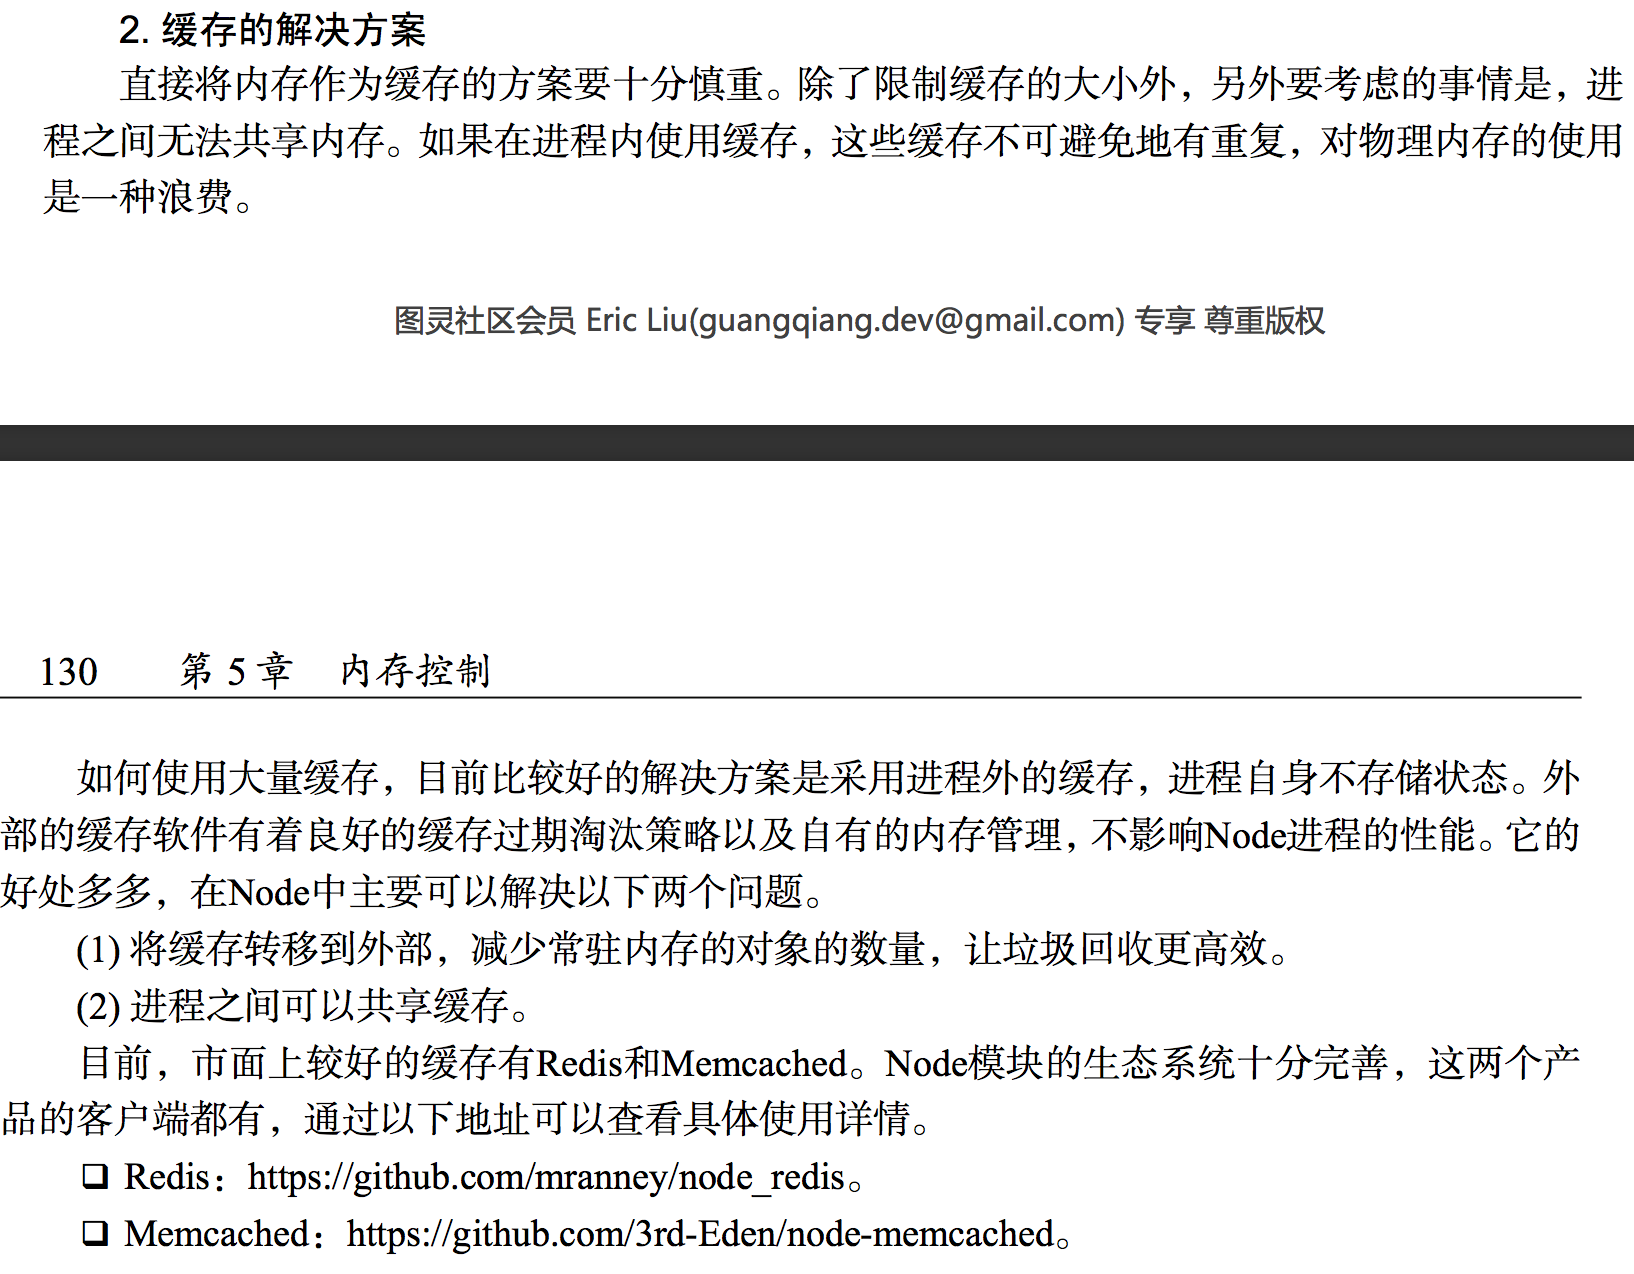 2. 缓存的解决方案
直接将内存作为缓存的方案要十分慎重。除了限制缓存的大小外，另外要考虑的事情是，进
程之间无法共享内存。如果在进程内使用缓存，这些缓存不可避免地有重复，对物理内存的使用
是一种浪费。
图灵社区会员 Eric Liu(guangqiang.dev@gmail.com) 专享 尊重版权
130 第 5 章 内存控制
如何使用大量缓存，目前比较好的解决方案是采用进程外的缓存，进程自身不存储状态。外
部的缓存软件有着良好的缓存过期淘汰策略以及自有的内存管理，不影响Node进程的性能。它的
好处多多，在Node中主要可以解决以下两个问题。
(1) 将缓存转移到外部，减少常驻内存的对象的数量，让垃圾回收更高效。
(2) 进程之间可以共享缓存。
目前，市面上较好的缓存有Redis和Memcached。Node模块的生态系统十分完善，这两个产
品的客户端都有，通过以下地址可以查看具体使用详情。
❑ Redis：https://github.com/mranney/node_redis。
❑ Memcached：https://github.com/3rd-Eden/node-memcached。